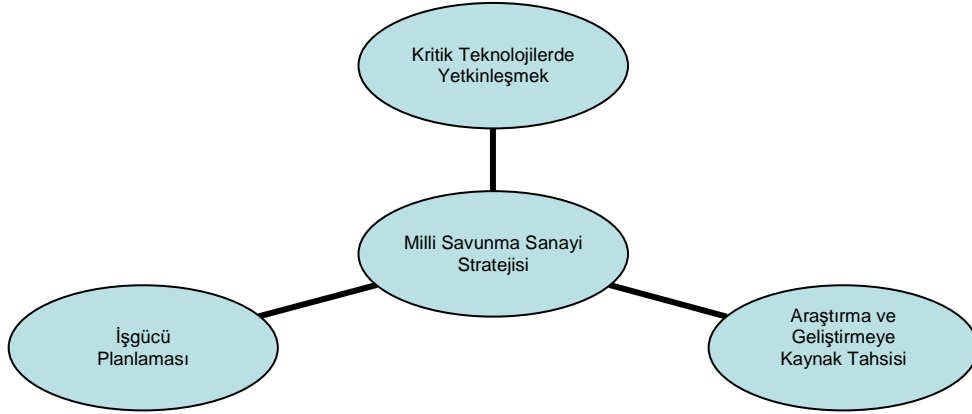 Kritik Teknolojilerde
Yetkinleşmek
Milli Savunma Sanayi
Stratejisi
İşgücü
Planlaması
Araştırma ve
Geliştirmeye
Kaynak Tahsisi